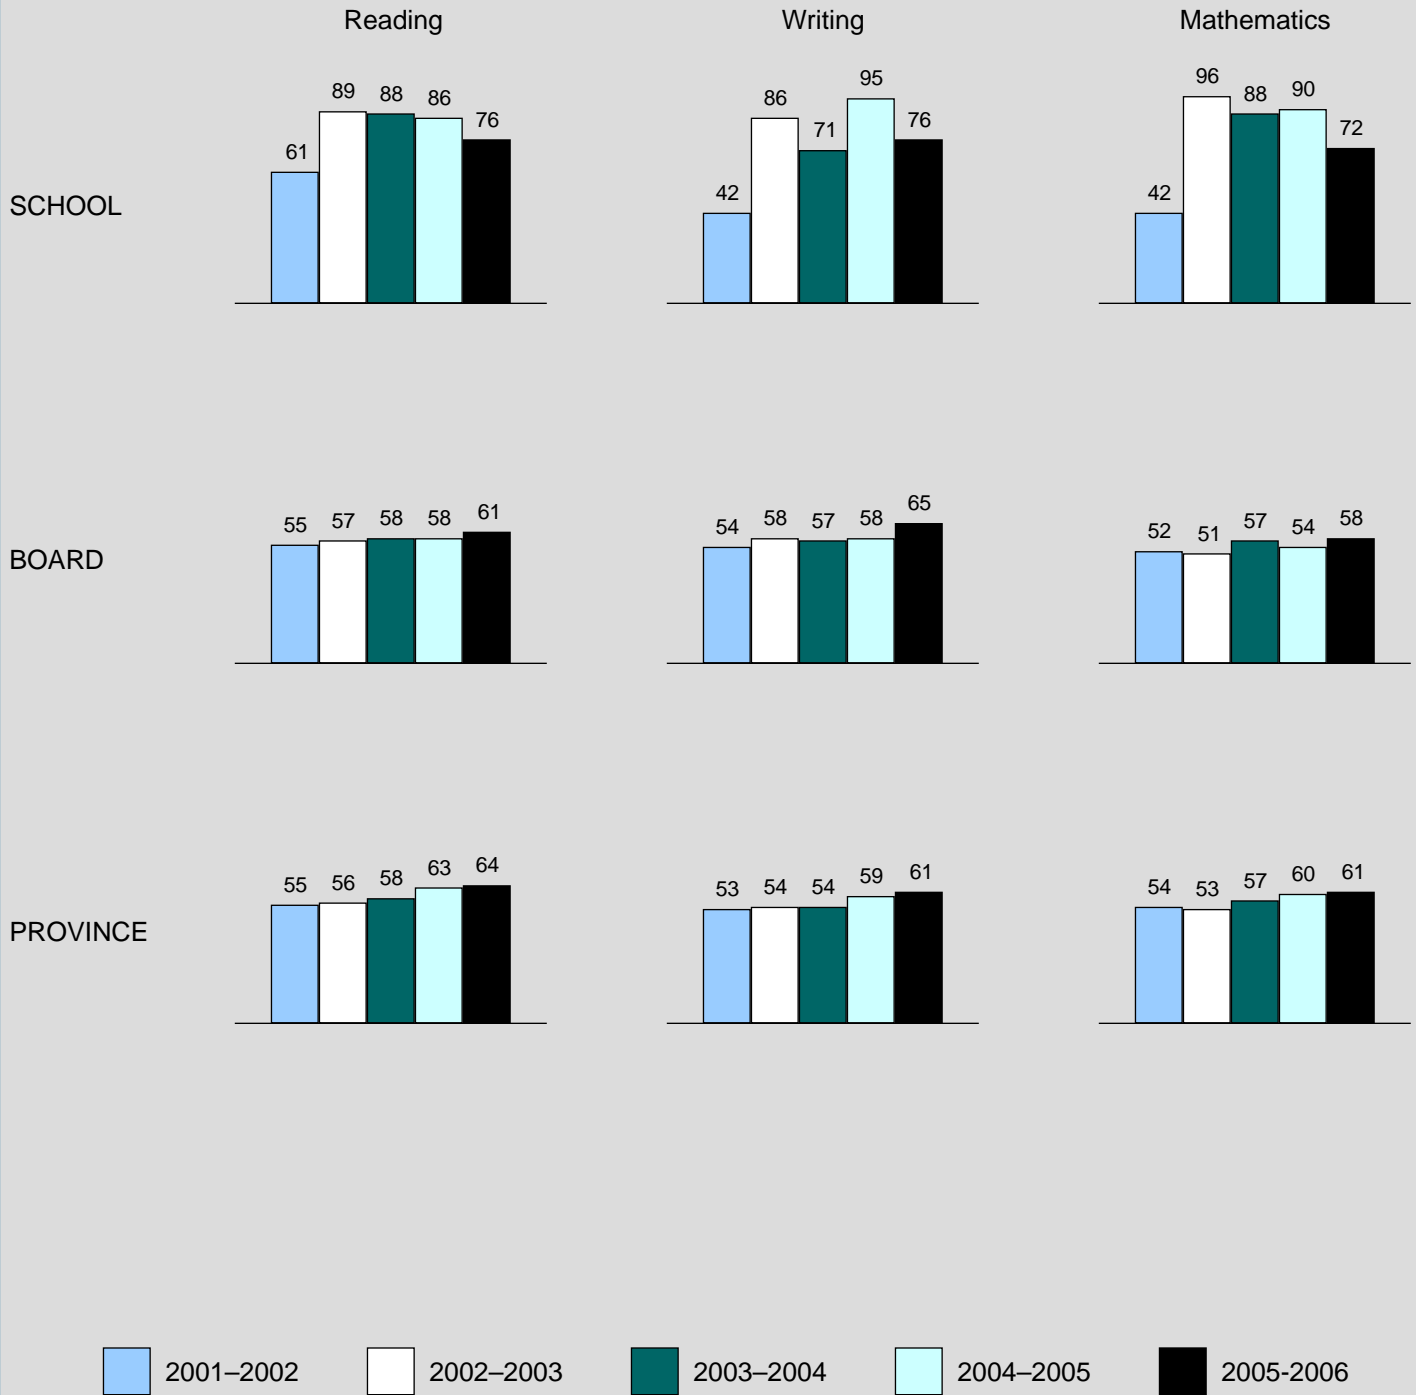 Reading Writing Mathematics
SCHOOL
61 89 88 86 76
42 86 71 95 76
42 96 88 90 72
BOARD
55 57 58 58 61
54 58 57 58 65
52 51 57 54 58
PROVINCE
55 56 58 63 64
53 54 54 59 61
54 53 57 60 61
2001–2002 2002–2003 2003–2004 2004–2005 2005-2006